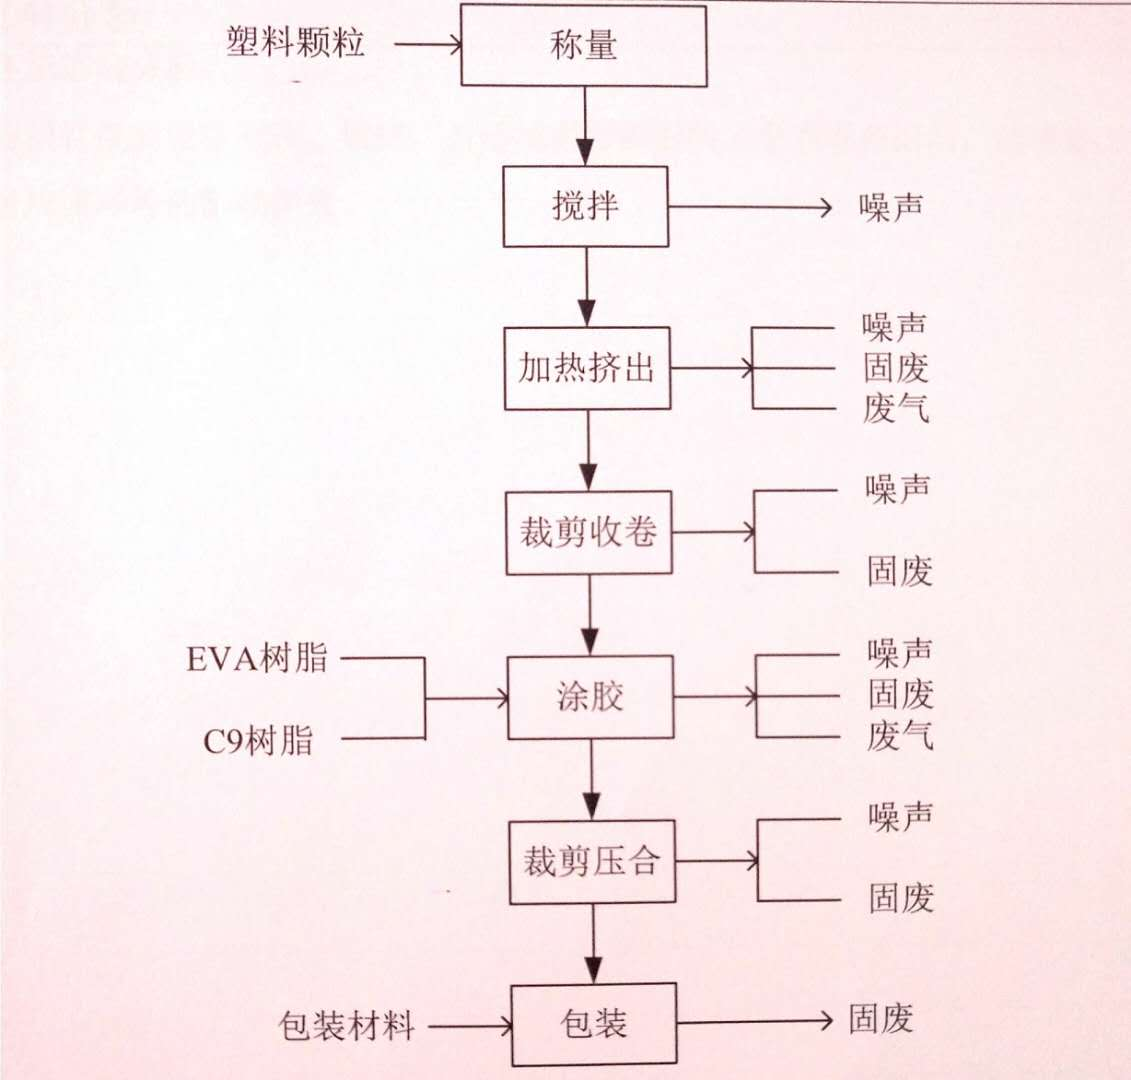 塑料颗粒
称量
搅拌
噪声
加热挤出
噪声
固废
废气
裁剪收卷
噪声
固废
EVA树脂
C9树脂
涂胶
噪声
固废
废气
裁剪压合
噪声
固废
包装材料
包装
固废